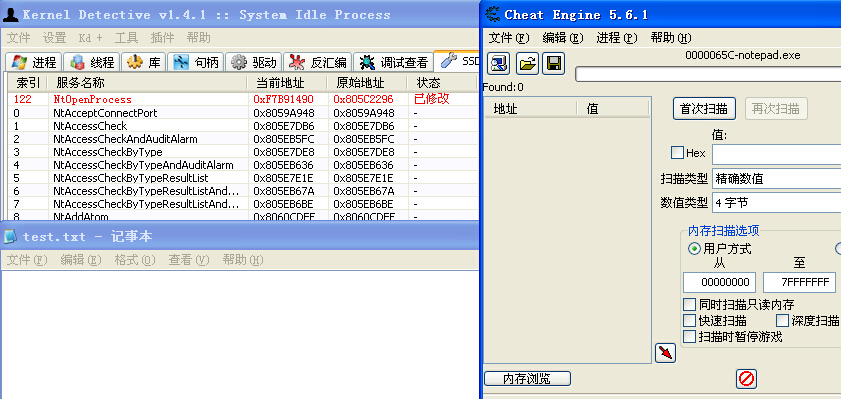 Kernel Detective v1.4.1 :: System Idle Process
文件 设置 Kd + 工具 插件 帮助
进程 线程 库 句柄 驱动 反汇编 调试查看 SSD
索引 服务名称 当前地址 原始地址 状态
122 NtOpenProcess 0xF7B91490 0x805C2296 已修改
0 NtAcceptConnectPort 0x8059A948 0x8059A948 -
1 NtAccessCheck 0x805E7DB6 0x805E7DB6 -
2 NtAccessCheckAndAuditAlarm 0x805EB5FC 0x805EB5FC -
3 NtAccessCheckByType 0x805E7DE8 0x805E7DE8 -
4 NtAccessCheckByTypeAndAuditAlarm 0x805EB636 0x805EB636 -
5 NtAccessCheckByTypeResultList 0x805E7E1E 0x805E7E1E -
6 NtAccessCheckByTypeResultListAnd... 0x805EB67A 0x805EB67A -
7 NtAccessCheckByTypeResultListAnd... 0x805EB6BE 0x805EB6BE -
8 NtAddAtom 0x8060CDFF 0x8060CDFF -
test.txt - 记事本
文件(F) 编辑(E) 格式(O) 查看(V) 帮助(H)
Cheat Engine 5.6.1
文件(F) 编辑(E) 进程(P) 帮助(H)
0000065C-notepad.exe
Found:0
地址 值
首次扫描 再次扫描
值:
Hex
扫描类型 精确数值
数值类型 4 字节
内存扫描选项
用户方式
从 至
00000000 7FFFFFFF
同时扫描只读内存
快速扫描 深度扫描
扫描时暂停游戏
内存浏览